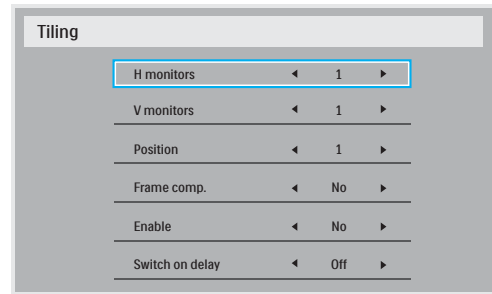 Tiling
H monitors 1
V monitors 1
Position 1
Frame comp. No
Enable No
Switch on delay Off